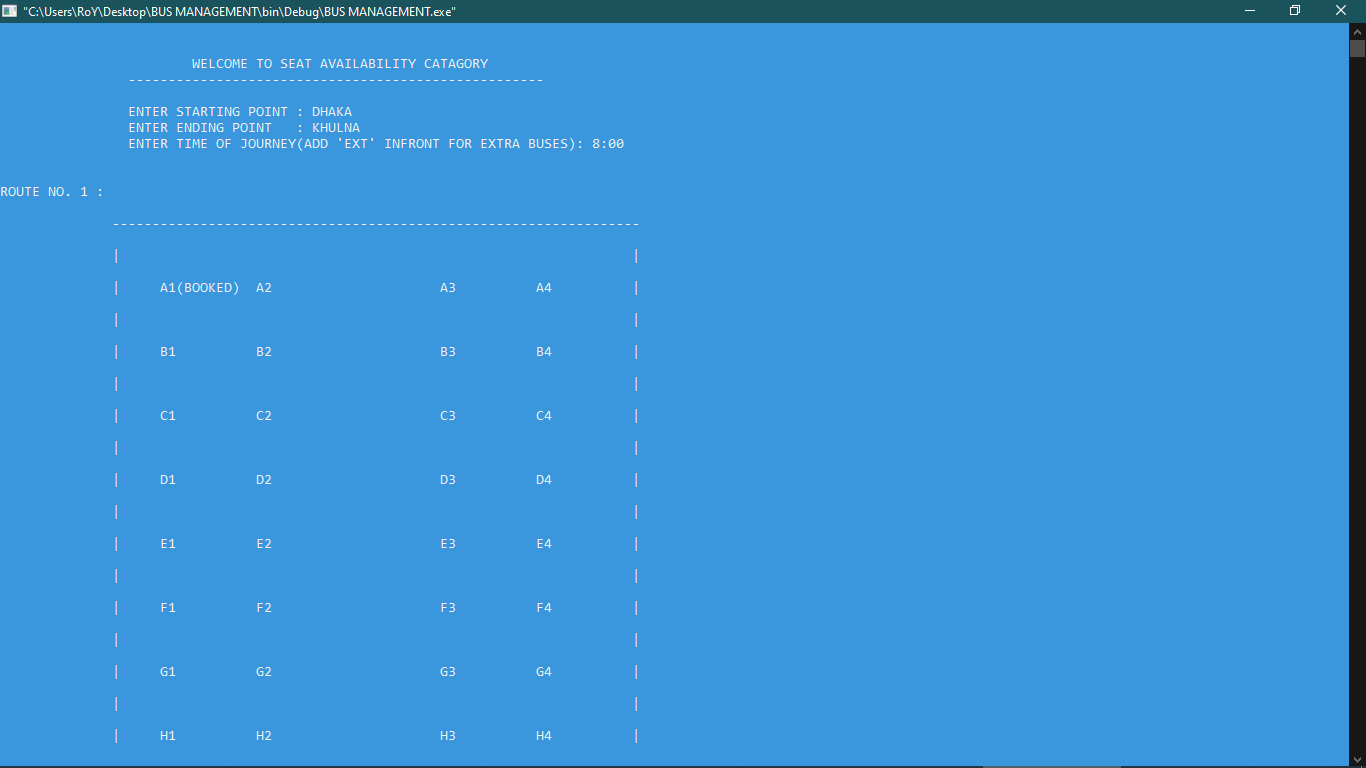 "C:\Users\RoY\Desktop\BUS MANAGEMENT\bin\Debug\BUS MANAGEMENT.exe"
WELCOME TO SEAT AVAILABILITY CATAGORY
----------------------------------------------------
ENTER STARTING POINT : DHAKA
ENTER ENDING POINT   : KHULNA
ENTER TIME OF JOURNEY(ADD 'EXT' INFRONT FOR EXTRA BUSES): 8:00
ROUTE NO. 1 :
------------------------------------------------------------------
|                                                                |
|     A1(BOOKED)  A2                     A3          A4          |
|                                                                |
|     B1          B2                     B3          B4          |
|                                                                |
|     C1          C2                     C3          C4          |
|                                                                |
|     D1          D2                     D3          D4          |
|                                                                |
|     E1          E2                     E3          E4          |
|                                                                |
|     F1          F2                     F3          F4          |
|                                                                |
|     G1          G2                     G3          G4          |
|                                                                |
|     H1          H2                     H3          H4          |